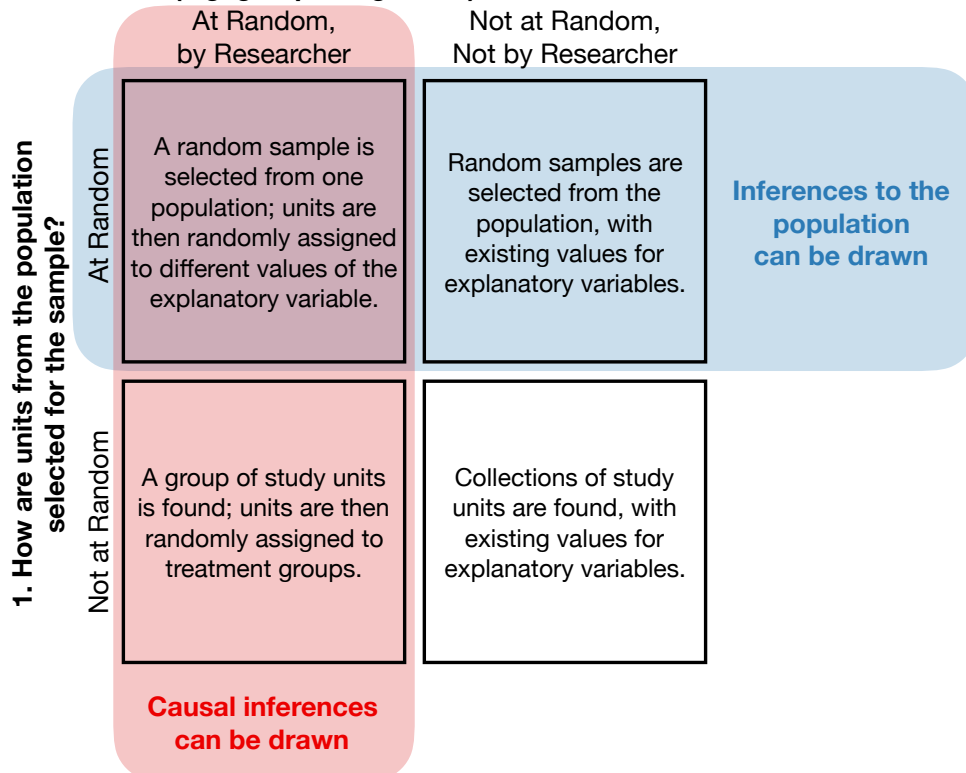 At Random,
by Researcher
Not at Random,
Not by Researcher
1. How are units from the population
selected for the sample?
At Random
A random sample is
selected from one
population; units are
then randomly assigned
to different values of the
explanatory variable.
Random samples are
selected from the
population, with
existing values for
explanatory variables.
Inferences to the
population
can be drawn
Not at Random
A group of study units
is found; units are then
randomly assigned to
treatment groups.
Collections of study
units are found, with
existing values for
explanatory variables.
Causal inferences
can be drawn